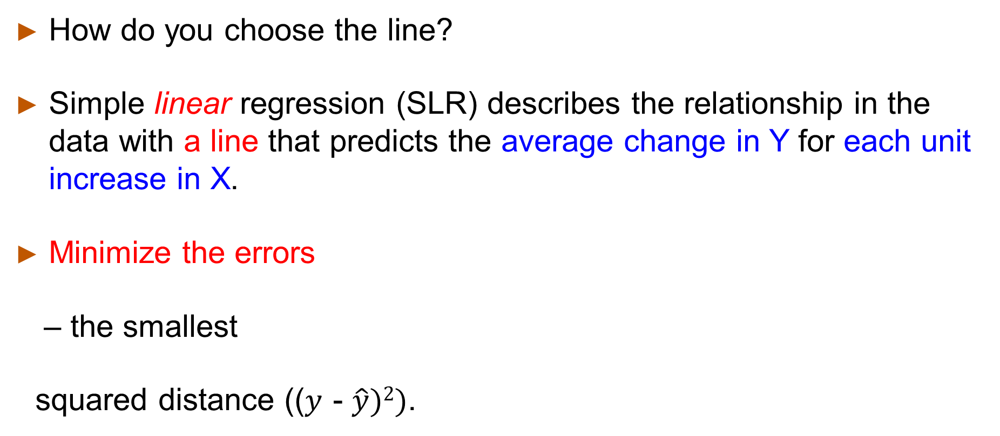 ► How do you choose the line?
► Simple linear regression (SLR) describes the relationship in the
data with a line that predicts the average change in Y for each unit
increase in X.
► Minimize the errors
– the smallest
squared distance ((y - ŷ)²).